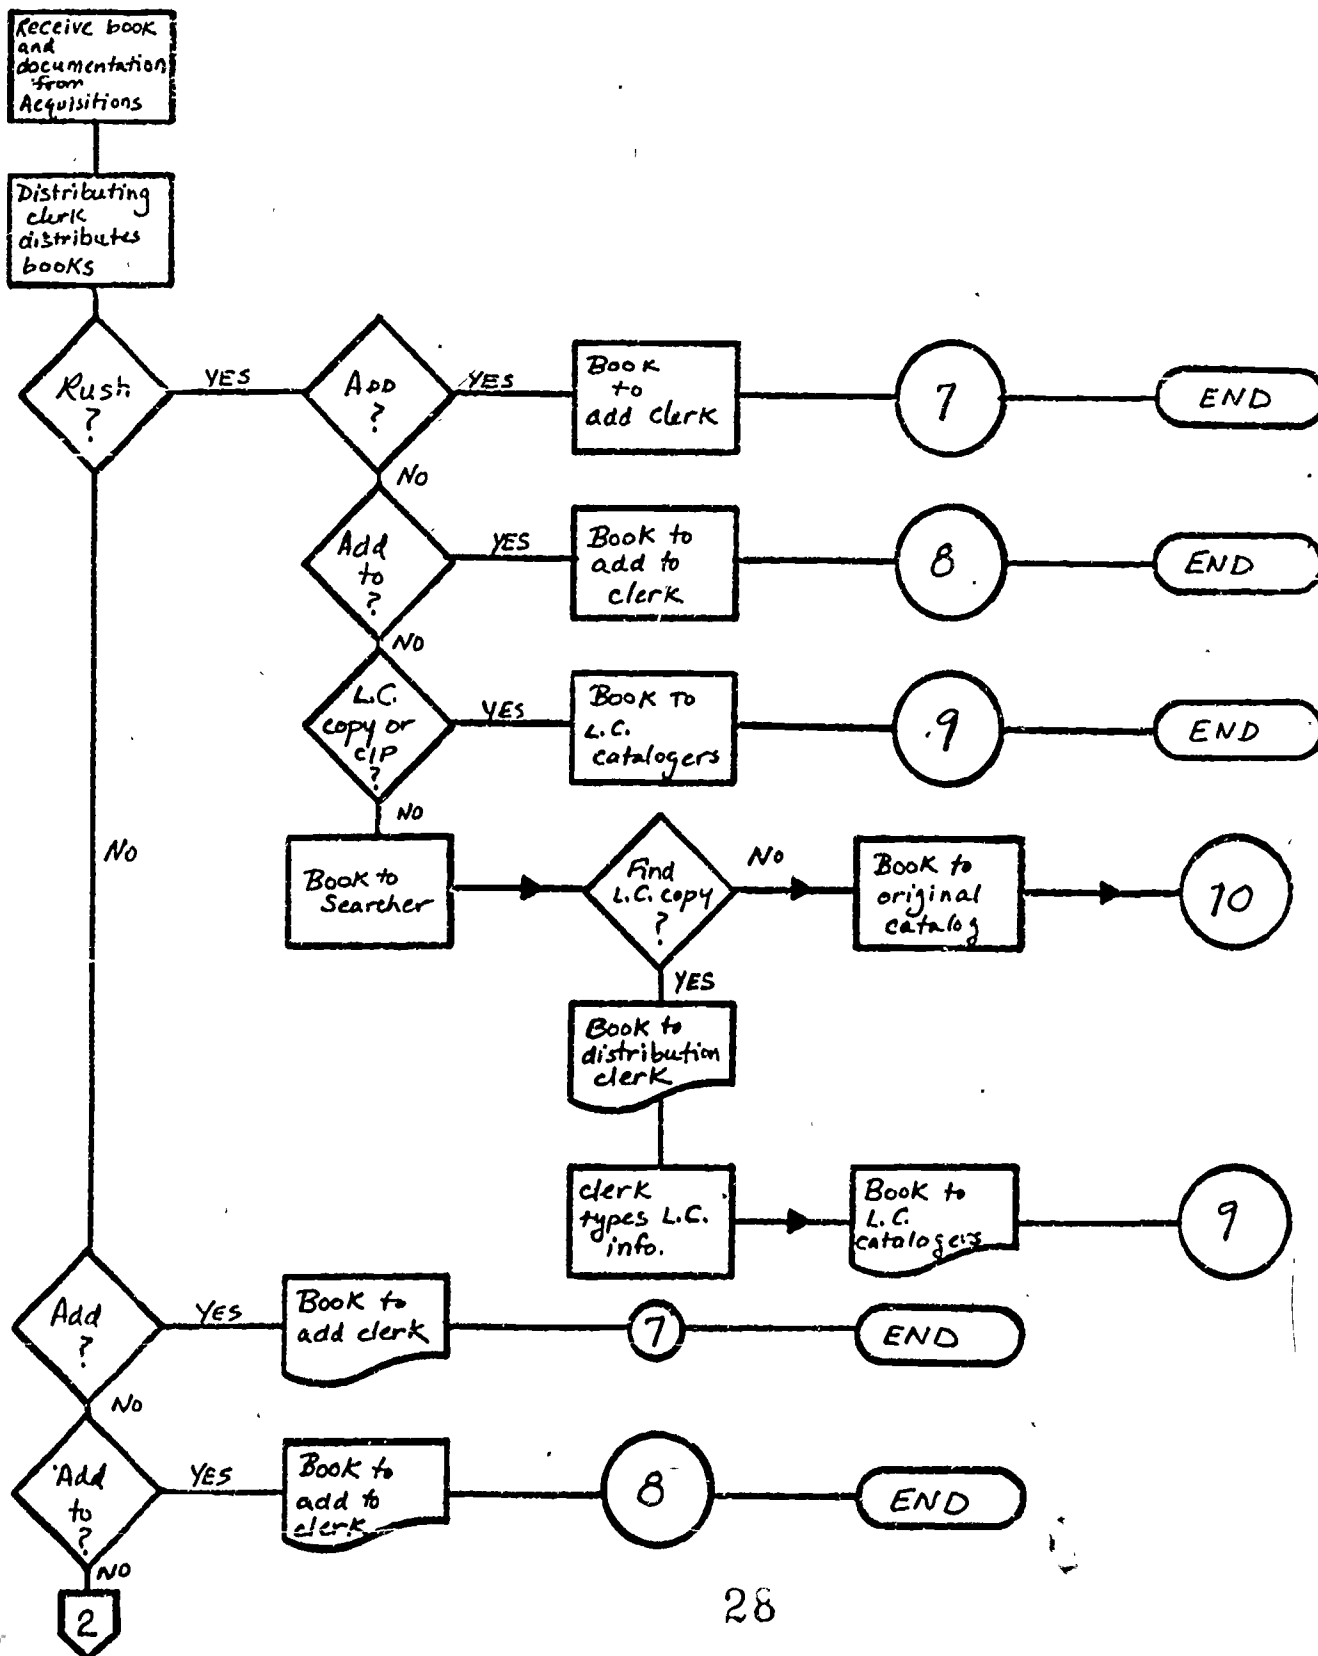 Receive book
and
documentation
from
Acquisitions
Distributing
clerk
distributes
books
Rush
?
YES
ADD
?
YES
Book
to
add clerk
7
END
NO
Add
to
?
YES
Book to
add to
clerk
8
END
NO
L.C.
copy or
CIP
?
YES
Book To
L.C.
catalogers
9
END
NO
NO
Book to
Searcher
Find
L.C. copy
?
NO
Book to
original
catalog
10
YES
Book to
distribution
clerk
clerk
types L.C.
info.
Book to
L.C.
catalogers
9
Add
?
YES
Book to
add clerk
7
END
NO
Add
to
?
YES
Book to
add to
clerk
8
END
NO
2
28